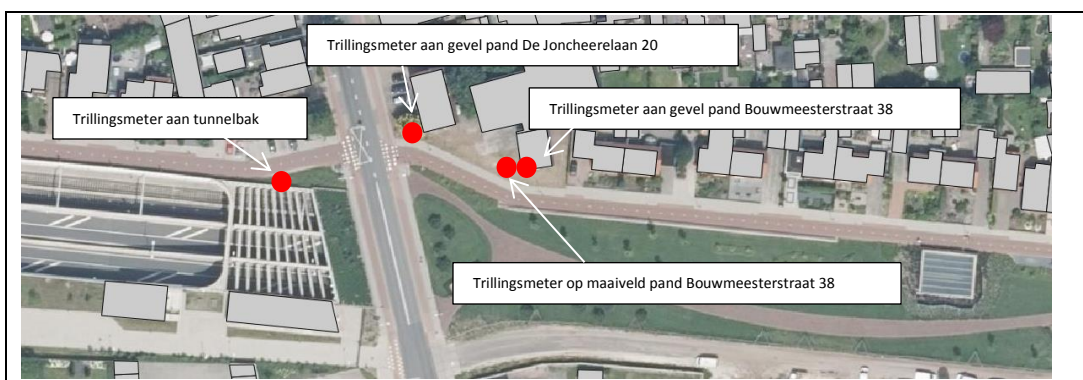 Trillingsmeter aan gevel pand De Joncheerelaan 20
Trillingsmeter aan gevel pand Bouwmeesterstraat 38
Trillingsmeter aan tunnelbak
Trillingsmeter op maaiveld pand Bouwmeesterstraat 38